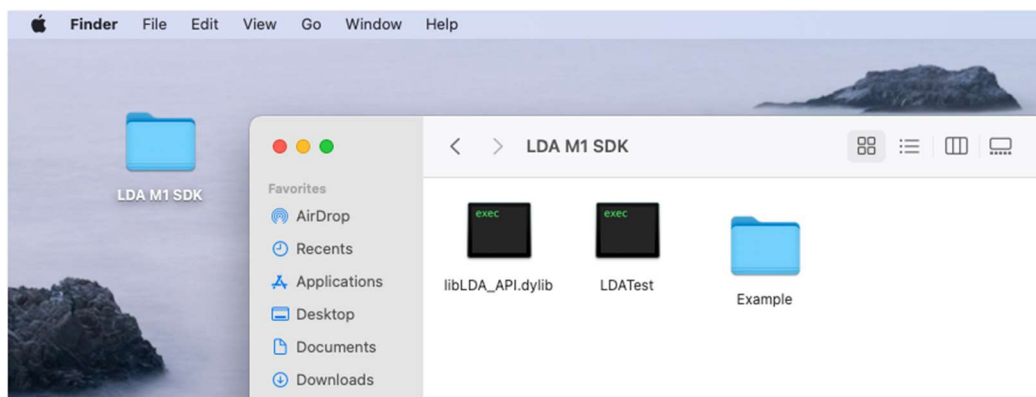 Finder File Edit View Go Window Help
LDA M1 SDK
LDA M1 SDK
Favorites
AirDrop
Recents
Applications
Desktop
Documents
Downloads
exec
exec
libLDA_API.dylib
LDATest
Example